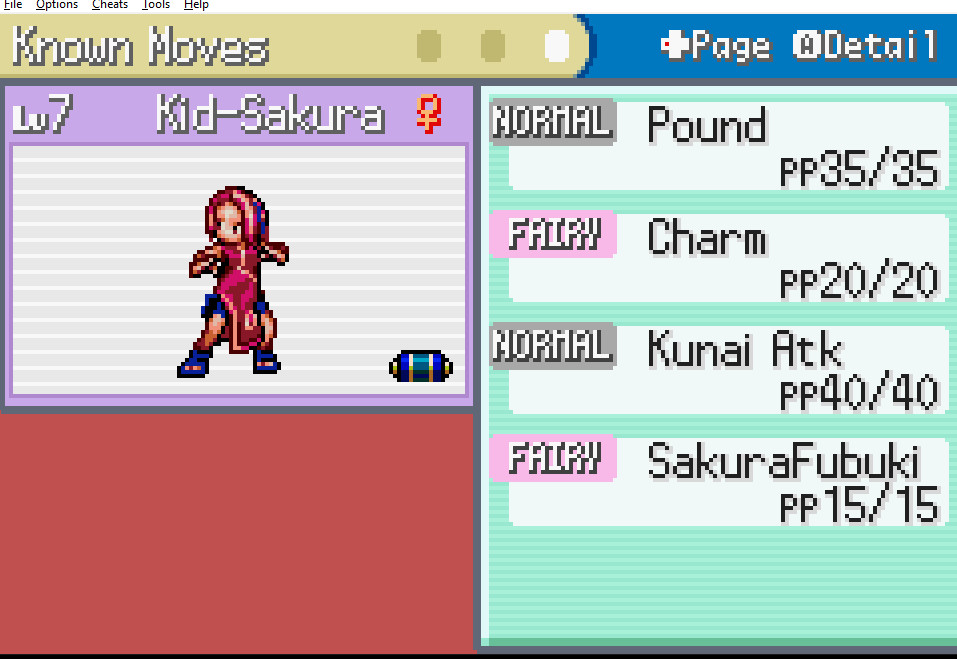 File Options Cheats Tools Help
Known Moves Page A Detail
Lv7 Kid-Sakura ♀
NORMAL Pound
PP35/35
FAIRY Charm
PP20/20
NORMAL Kunai Atk
PP40/40
FAIRY SakuraFubuki
PP15/15